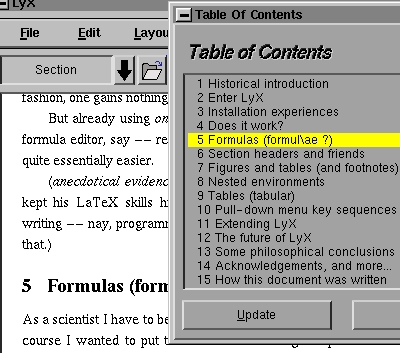 LyX
File Edit Layou
Section
fashion, one gains nothing
But already using on
formula editor, say –– re
quite essentially easier.
(anecdotical evidenc
kept his LaTeX skills hi
writing –– nay, programm
that.)
5 Formulas (form
As a scientist I have to be
course I wanted to put t
Table Of Contents
Table of Contents
1 Historical introduction
2 Enter LyX
3 Installation experiences
4 Does it work?
5 Formulas (formul\ae ?)
6 Section headers and friends
7 Figures and tables (and footnotes)
8 Nested environments
9 Tables (tabular)
10 Pull-down menu key sequences
11 Extending LyX
12 The future of LyX
13 Some philosophical conclusions
14 Acknowledgements, and more...
15 How this document was written
Update